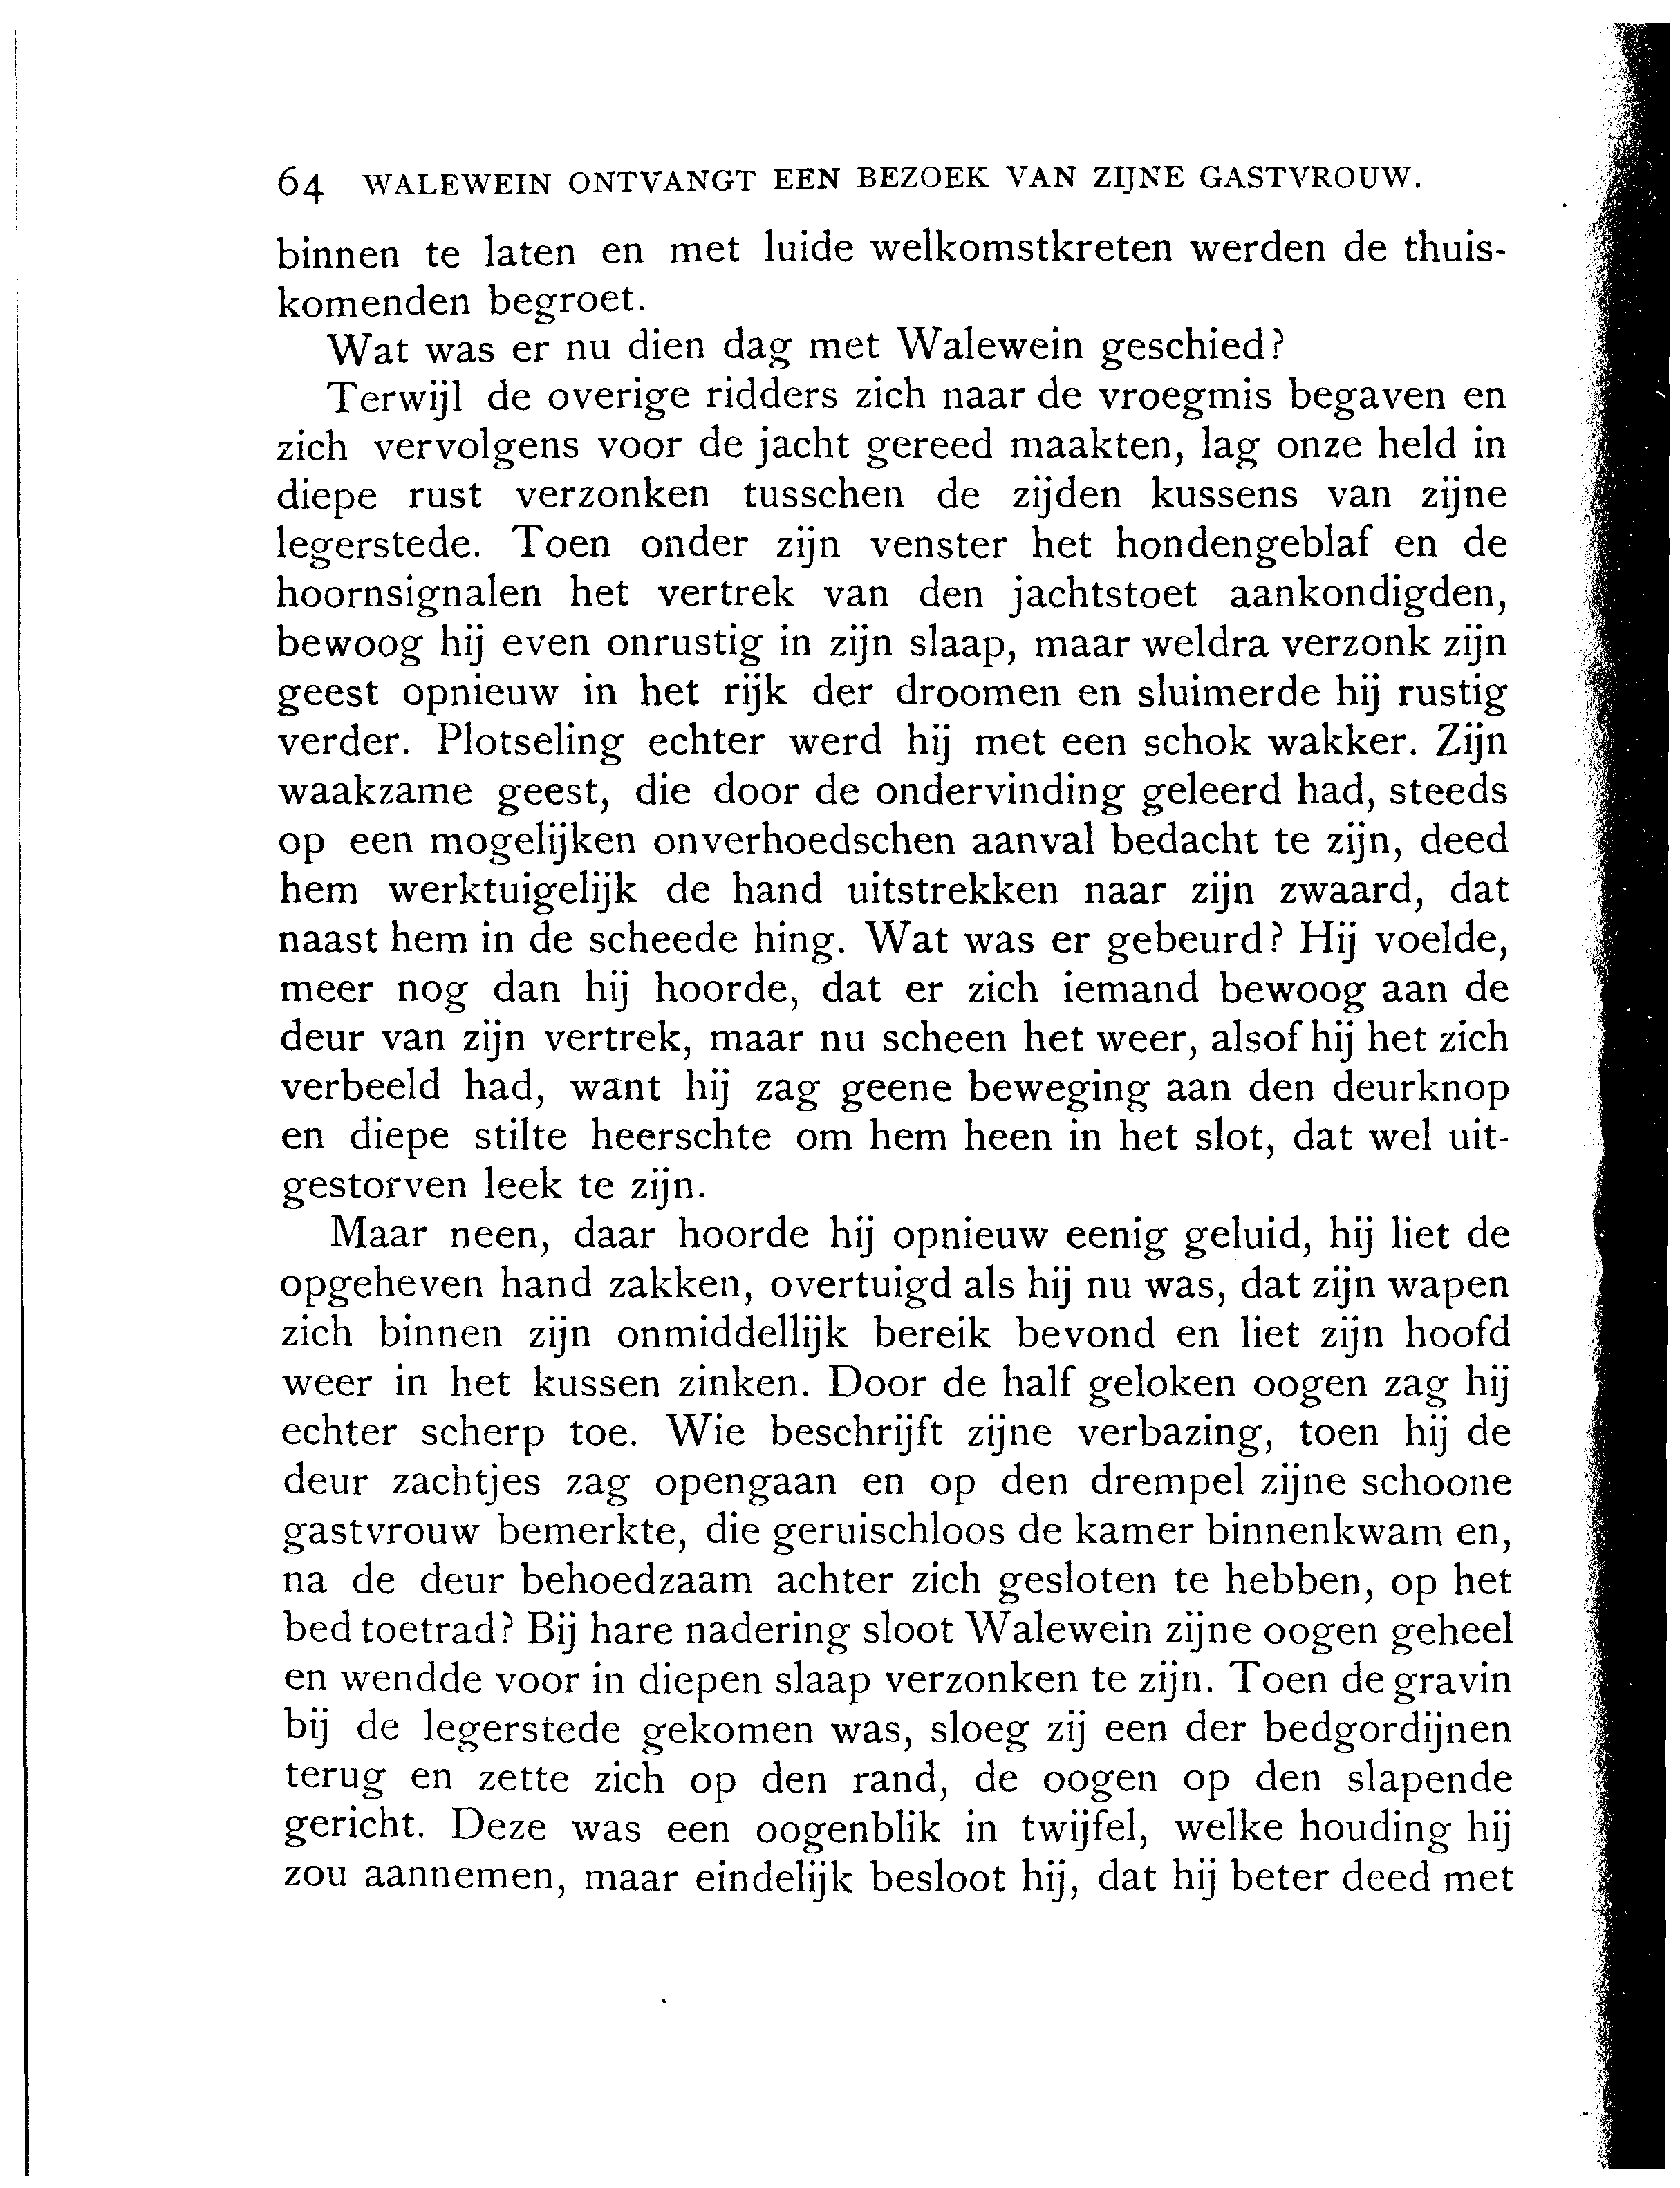 64 WALEWEIN ONTVANGT EEN BEZOEK VAN ZIJNE GASTVROUW.
binnen te laten en met luide welkomstkreten werden de thuis-
komenden begroet.
Wat was er nu dien dag met Walewein geschied?
Terwijl de overige ridders zich naar de vroegmis begaven en
zich vervolgens voor de jacht gereed maakten, lag onze held in
diepe rust verzonken tusschen de zijden kussens van zijne
legerstede. Toen onder zijn venster het hondengeblaf en de
hoornsignalen het vertrek van den jachtstoet aankondigden,
bewoog hij even onrustig in zijn slaap, maar weldra verzonk zijn
geest opnieuw in het rijk der droomen en sluimerde hij rustig
verder. Plotseling echter werd hij met een schok wakker. Zijn
waakzame geest, die door de ondervinding geleerd had, steeds
op een mogelijken onverhoedschen aanval bedacht te zijn, deed
hem werktuigelijk de hand uitstrekken naar zijn zwaard, dat
naast hem in de scheede hing. Wat was er gebeurd? Hij voelde,
meer nog dan hij hoorde, dat er zich iemand bewoog aan de
deur van zijn vertrek, maar nu scheen het weer, alsof hij het zich
verbeeld had, want hij zag geene beweging aan den deurknop
en diepe stilte heerschte om hem heen in het slot, dat wel uit-
gestorven leek te zijn.
Maar neen, daar hoorde hij opnieuw eenig geluid, hij liet de
opgeheven hand zakken, overtuigd als hij nu was, dat zijn wapen
zich binnen zijn onmiddellijk bereik bevond en liet zijn hoofd
weer in het kussen zinken. Door de half geloken oogen zag hij
echter scherp toe. Wie beschrijft zijne verbazing, toen hij de
deur zachtjes zag opengaan en op den drempel zijne schoone
gastvrouw bemerkte, die geruischloos de kamer binnenkwam en,
na de deur behoedzaam achter zich gesloten te hebben, op het
bed toetrad? Bij hare nadering sloot Walewein zijne oogen geheel
en wendde voor in diepen slaap verzonken te zijn. Toen de gravin
bij de legerstede gekomen was, sloeg zij een der bedgordijnen
terug en zette zich op den rand, de oogen op den slapende
gericht. Deze was een oogenblik in twijfel, welke houding hij
zou aannemen, maar eindelijk besloot hij, dat hij beter deed met